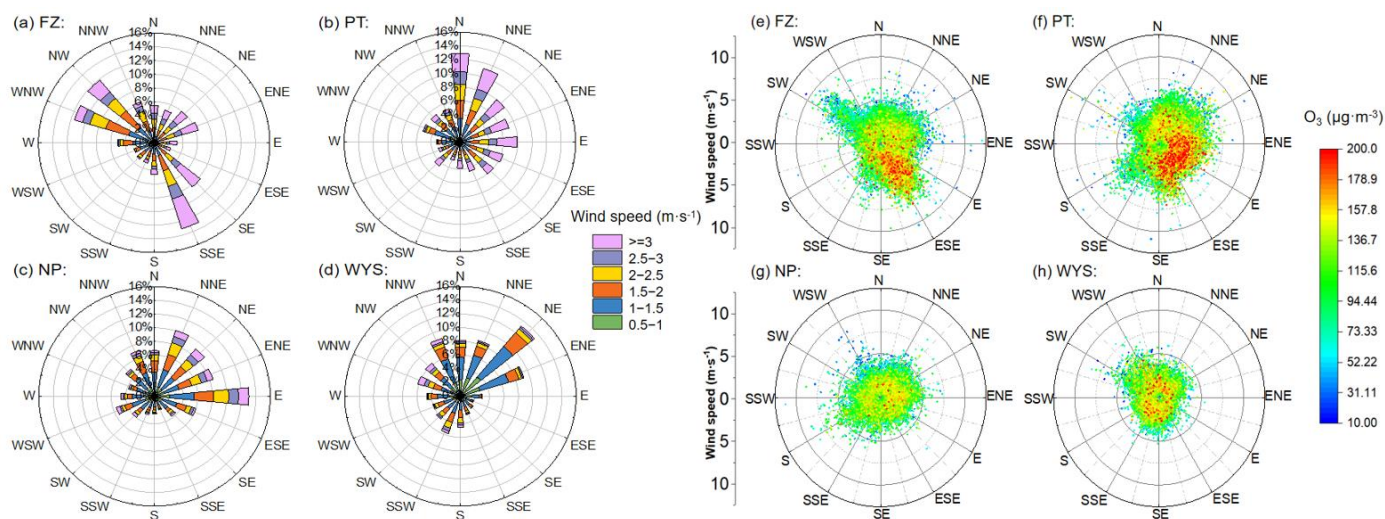 (a) FZ:
N
NNW
NNE
NW
SE
WNW
ENE
W
E
WSW
ESE
SW
SE
SSW
SSE
S
16%
14%
12%
10%
8%
6%
(b) PT:
N
NNW
NNE
NW
NE
WNW
ENE
W
E
WSW
ESE
SW
SE
SSW
SSE
S
16%
14%
12%
10%
8%
6%
(c) NP:
N
NNW
NNE
NW
SE
WNW
ENE
W
E
WSW
ESE
SW
SE
SSW
SSE
S
16%
14%
12%
10%
8%
6%
(d) WYS:
N
NNW
NNE
NW
NE
WNW
ENE
W
E
WSW
ESE
SW
SE
SSW
SSE
S
16%
14%
12%
10%
8%
6%
Wind speed (m·s⁻¹)
>=3
2.5−3
2−2.5
1.5−2
1−1.5
0.5−1
Wind speed (m·s⁻¹)
10
5
0
5
10
(e) FZ:
N
WSW
NNE
SW
NE
SSW
ENE
S
E
SSE
ESE
SE
(f) PT:
N
WSW
NNE
SW
NE
SSW
ENE
S
E
SSE
ESE
SE
Wind speed (m·s⁻¹)
10
5
0
5
10
(g) NP:
N
WSW
NNE
SW
NE
SSW
ENE
S
E
SSE
ESE
SE
(h) WYS:
N
WSW
NNE
SW
NE
SSW
ENE
S
E
SSE
ESE
SE
O₃ (μg·m⁻³)
200.0
178.9
157.8
136.7
115.6
94.44
73.33
52.22
31.11
10.00